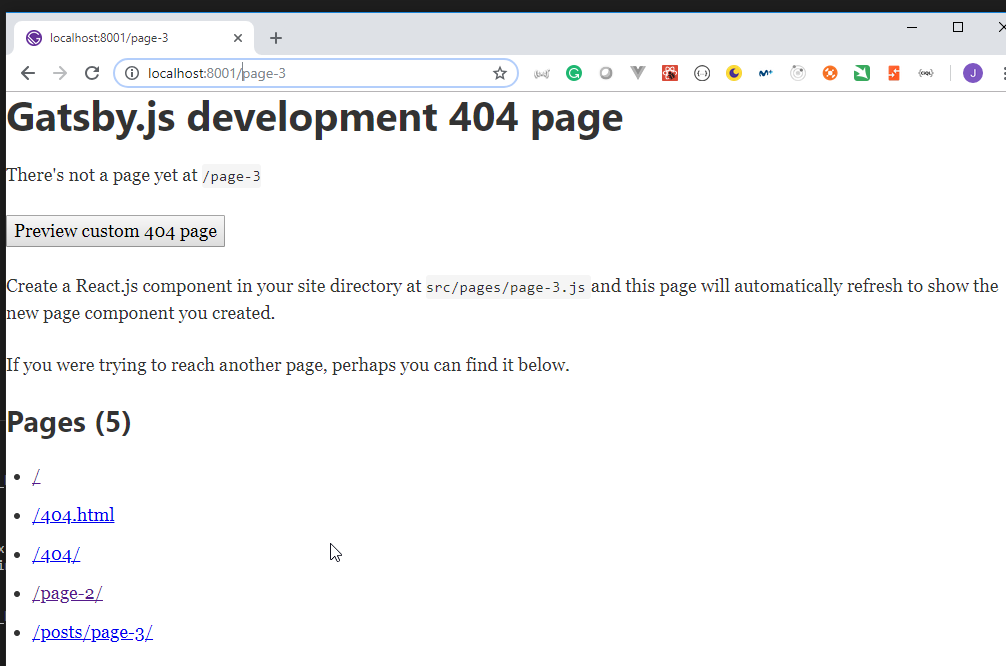 localhost:8001/page-3
localhost:8001/page-3
J
Gatsby.js development 404 page
There's not a page yet at /page-3
Preview custom 404 page
Create a React.js component in your site directory at src/pages/page-3.js and this page will automatically refresh to show the
new page component you created.
If you were trying to reach another page, perhaps you can find it below.
Pages (5)
/
/404.html
/404/
/page-2/
/posts/page-3/